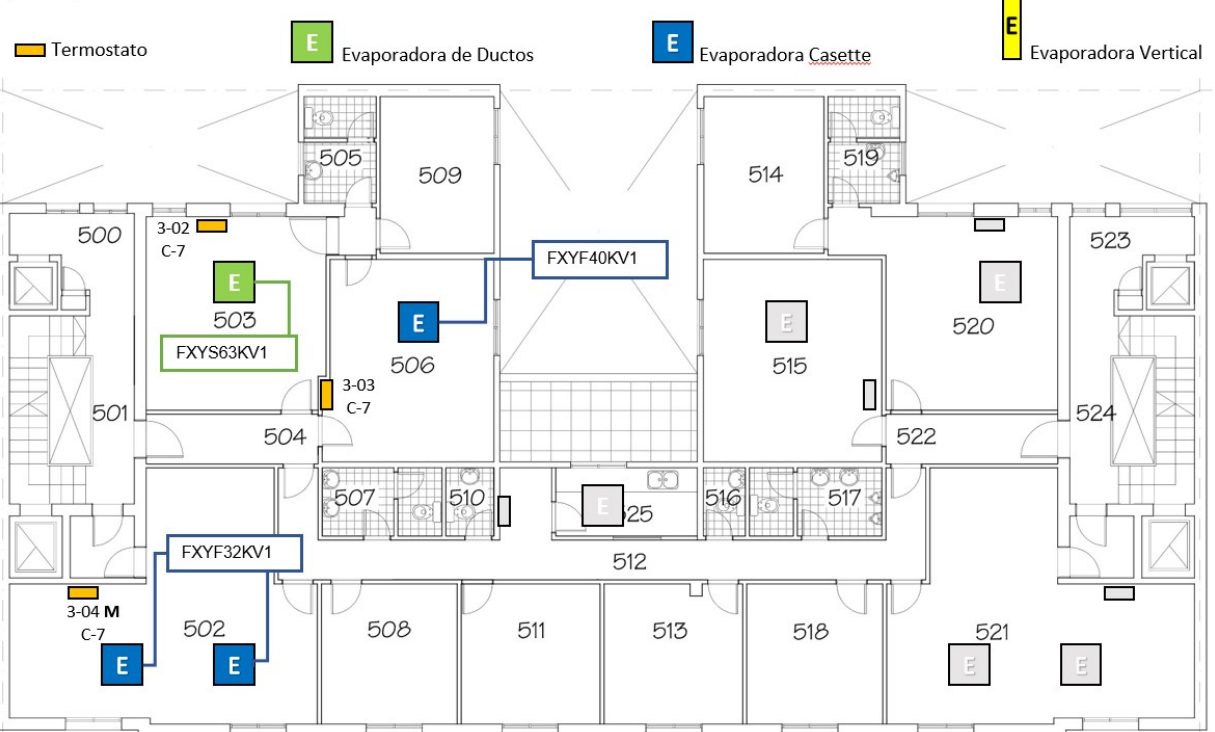 Termostato
E
Evaporadora de Ductos
E
Evaporadora Casette
E
Evaporadora Vertical
505
509
514
519
500
3-02
C-7
523
FXYF40KV1
E
503
E
E
E
520
FXYS63KV1
506
515
3-03
C-7
501
504
522
524
507
510
E
525
516
517
FXYF32KV1
512
3-04 M
C-7
502
508
511
513
518
521
E
E
E
E